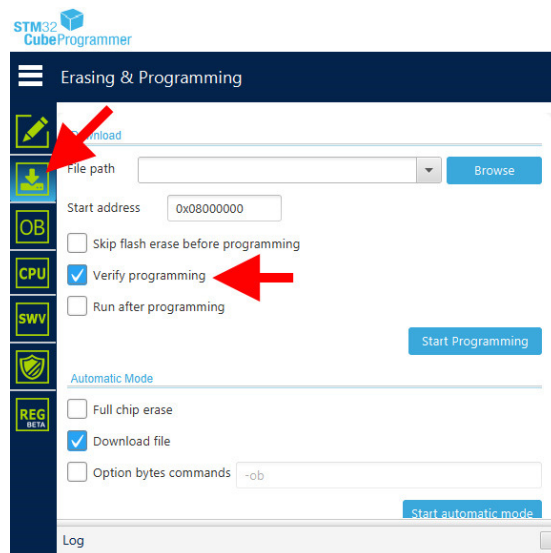 STM32
CubeProgrammer
Erasing & Programming
Download
File path
Browse
Start address
0x08000000
OB
Skip flash erase before programming
CPU
Verify programming
SWV
Run after programming
Start Programming
Automatic Mode
REG
BETA
Full chip erase
Download file
Option bytes commands
-ob
Start automatic mode
Log